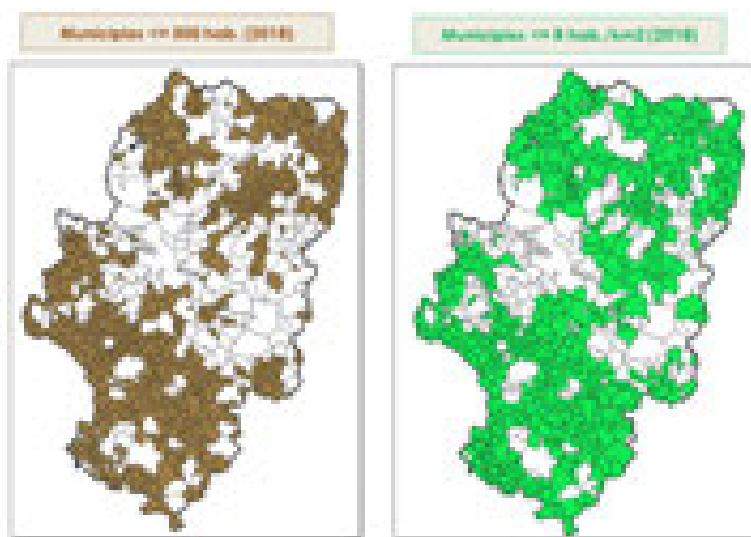 Municipios <= 500 hab. (2018)
Municipios <= 8 hab./km2 (2018)